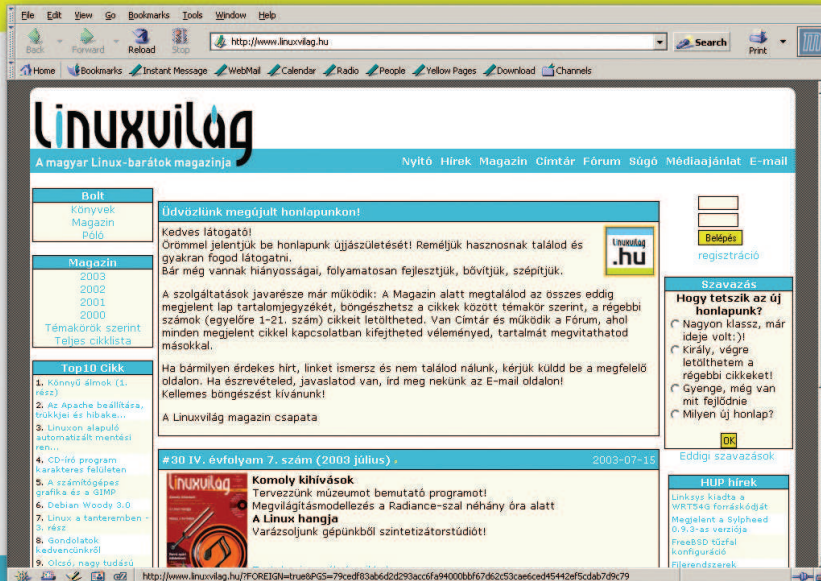 File Edit View Go Bookmarks Tools Window Help
Back Forward Reload Stop http://www.linuxvilag.hu Search Print
Home Bookmarks Instant Message WebMail Calendar Radio People Yellow Pages Download Channels
Linuxvilág
A magyar Linux-barátok magazinja
Nyitó Hírek Magazin Címtár Fórum Súgó Médiaajánlat E-mail
Bolt
Könyvek
Magazin
Póló
Magazin
2003
2002
2001
2000
Témakörök szerint
Teljes cikklista
Top10 Cikk
1. Könnyű álmok (1.
rész)
2. Az Apache beállítása,
trükkjei és hibake...
3. Linuxon alapuló
automatizált mentési
ren...
4. CD-író program
karakteres felületen
5. A számítógépes
grafika és a GIMP
6. Debian Woody 3.0
7. Linux a tanteremben -
3. rész
8. Gondolatok
kedvencünkről
9. Olcsó, nagy tudású
Üdvözlünk megújult honlapunkon!
Kedves látogató!
Örömmel jelentjük be honlapunk újjászületését! Reméljük hasznosnak találod és
gyakran fogod látogatni.
Bár még vannak hiányosságai, folyamatosan fejlesztjük, bővítjük, szépítjük.
Linuxvilág
.hu
A szolgáltatások javarésze már működik: A Magazin alatt megtalálod az összes eddig
megjelent lap tartalomjegyzékét, böngészhetsz a cikkek között témakör szerint, a régebbi
számok (egyelőre 1-21. szám) cikkeit letöltheted. Van Címtár és működik a Fórum, ahol
minden megjelent cikkel kapcsolatban kifejtheted véleményed, tartalmát megvitathatod
másokkal.
Ha bármilyen érdekes hírt, linket ismersz és nem találod nálunk, kérjük küldd be a megfelelő
oldalon. Ha észrevételed, javaslatod van, írd meg nekünk az E-mail oldalon!
Kellemes böngészést kívánunk!
A Linuxvilág magazin csapata
#30 IV. évfolyam 7. szám (2003 július) 2003-07-15
Linuxvilág
Komoly kihívások
Tervezzünk múzeumot bemutató programot!
Megvilágításmodellezés a Radiance-szal néhány óra alatt
A Linux hangja
Varázsoljunk gépünkből szintetizátorstúdiót!
Belépés
regisztráció
Szavazás
Hogy tetszik az új
honlapunk?
Nagyon klassz, már
ideje volt:)!
Király, végre
letölthetem a
régebbi cikkeket!
Gyenge, még van
mit fejlődnie
Milyen új honlap?
OK
Eddigi szavazások
HUP hírek
Linksys kiadta a
WRT54G forráskódját
Megjelent a Sylpheed
0.9.3-as verziója
FreeBSD tűzfal
konfiguráció
Filerendszerek
http://www.linuxvilag.hu/?FOREIGN=true&PGS=79cedf83ab6d2d293acc6fa94000bbf67d62c53cae6ced45442ef5cdab7d9c79